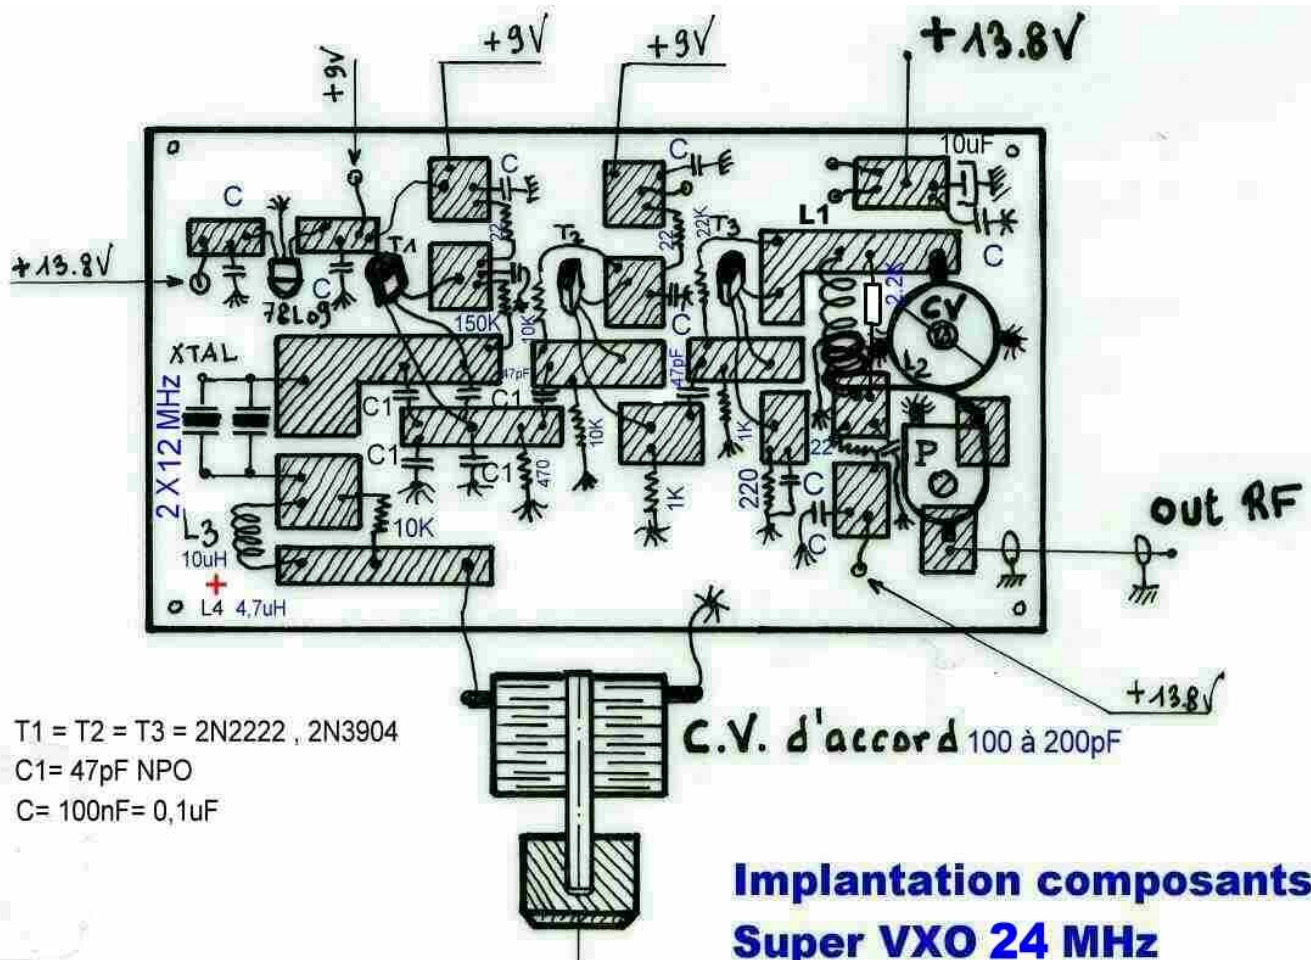 +9V
+9V
+9V
+13.8V
10uF
C
C
C
L1
22K
22
22
T3
T2
T1
+13.8V
78L09
C
C
C
2.2K
CV
L2
150K
10K
XTAL
2 X 12 MHz
47pF
47pF
C1
C1
C1
C1
10K
1K
470
1K
220
22
P
C
C
10K
L3
10uH
+
L4 4,7uH
out RF
+13.8V
C.V. d'accord 100 à 200pF
T1 = T2 = T3 = 2N2222 , 2N3904
C1= 47pF NPO
C= 100nF= 0,1uF
Implantation composants
Super VXO 24 MHz